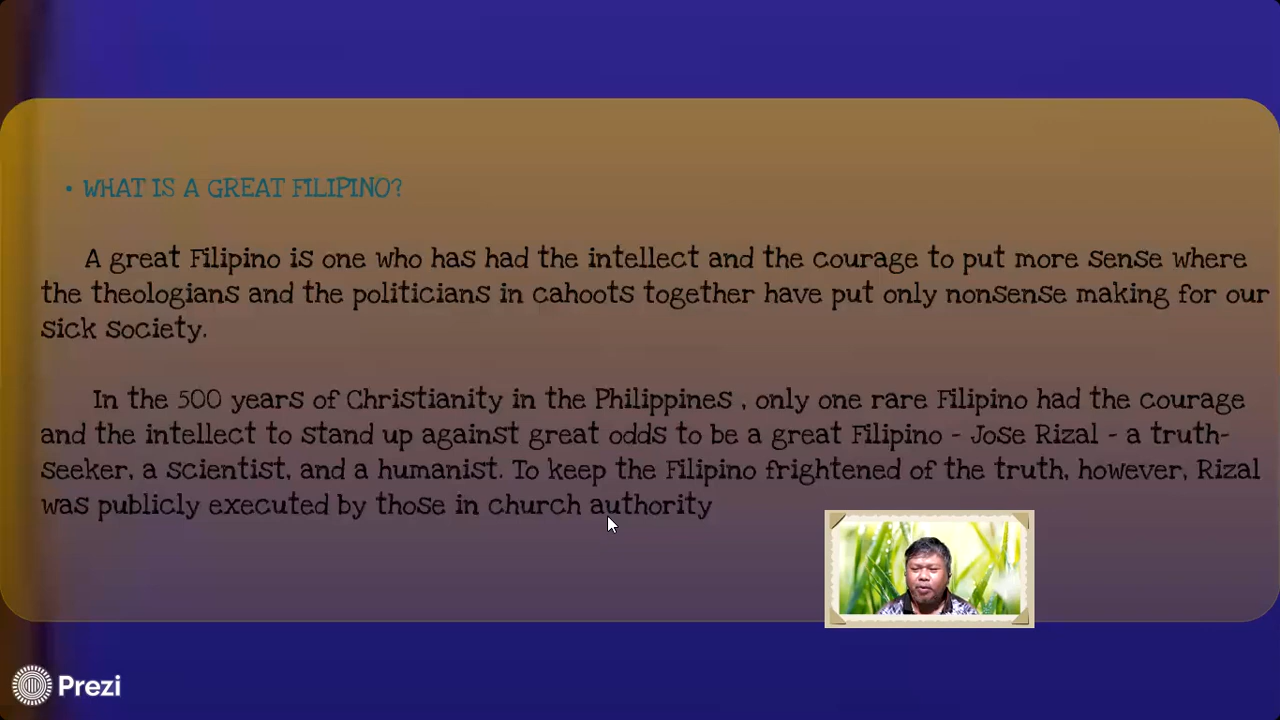 • WHAT IS A GREAT FILIPINO?
A great Filipino is one who has had the intellect and the courage to put more sense where
the theologians and the politicians in cahoots together have put only nonsense making for our
sick society.
In the 500 years of Christianity in the Philippines , only one rare Filipino had the courage
and the intellect to stand up against great odds to be a great Filipino - Jose Rizal - a truth-
seeker, a scientist, and a humanist. To keep the Filipino frightened of the truth, however, Rizal
was publicly executed by those in church authority
Prezi